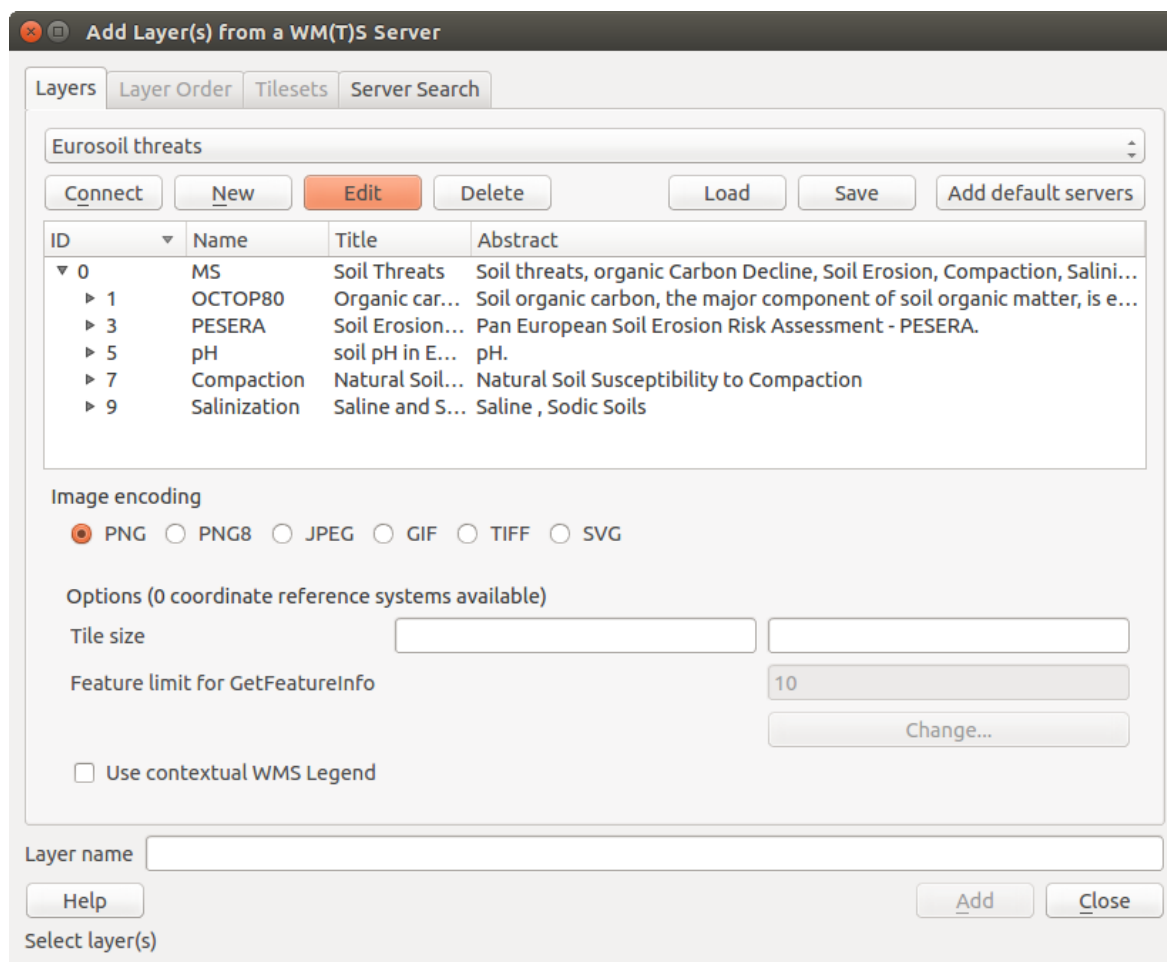 Add Layer(s) from a WM(T)S Server
Layers Layer Order Tilesets Server Search
Eurosoil threats
Connect New Edit Delete Load Save Add default servers
ID Name Title Abstract
0 MS Soil Threats Soil threats, organic Carbon Decline, Soil Erosion, Compaction, Salini...
1 OCTOP80 Organic car... Soil organic carbon, the major component of soil organic matter, is e...
3 PESERA Soil Erosion... Pan European Soil Erosion Risk Assessment - PESERA.
5 pH soil pH in E... pH.
7 Compaction Natural Soil... Natural Soil Susceptibility to Compaction
9 Salinization Saline and S... Saline , Sodic Soils
Image encoding
PNG PNG8 JPEG GIF TIFF SVG
Options (0 coordinate reference systems available)
Tile size
Feature limit for GetFeatureInfo 10
Change...
Use contextual WMS Legend
Layer name
Help Add Close
Select layer(s)